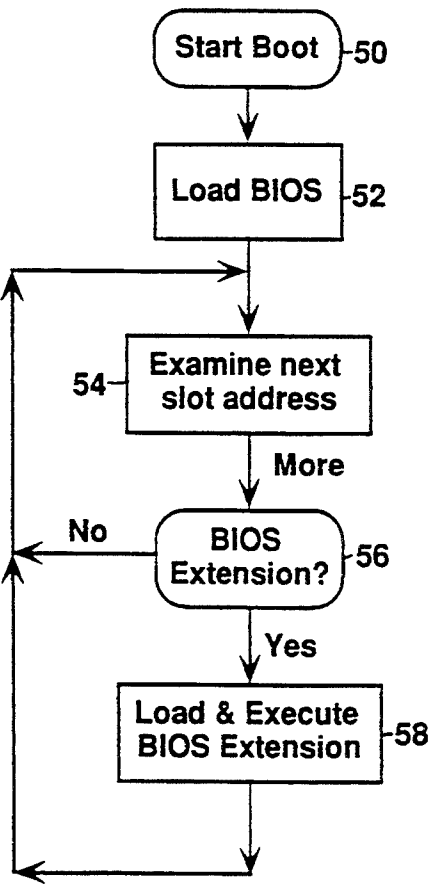 Start Boot
50
Load BIOS
52
54
Examine next
slot address
More
No
BIOS
Extension?
56
Yes
Load & Execute
BIOS Extension
58